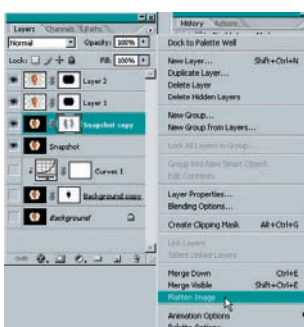 Layers Channels Paths
Normal Opacity: 100%
Lock: Fill: 100%
Layer 2
Layer 1
Snapshot copy
Snapshot
Curves 1
Background copy
Background
History Actions
Dock to Palette Well
New Layer... Shift+Ctrl+N
Duplicate Layer...
Delete Layer
Delete Hidden Layers
New Group...
New Group from Layers...
Lock All Layers in Group...
Group into New Smart Object
Edit Contents
Layer Properties...
Blending Options...
Create Clipping Mask Alt+Ctrl+G
Link Layers
Select Linked Layers
Merge Down Ctrl+E
Merge Visible Shift+Ctrl+E
Flatten Image
Animation Options
Palette Options...